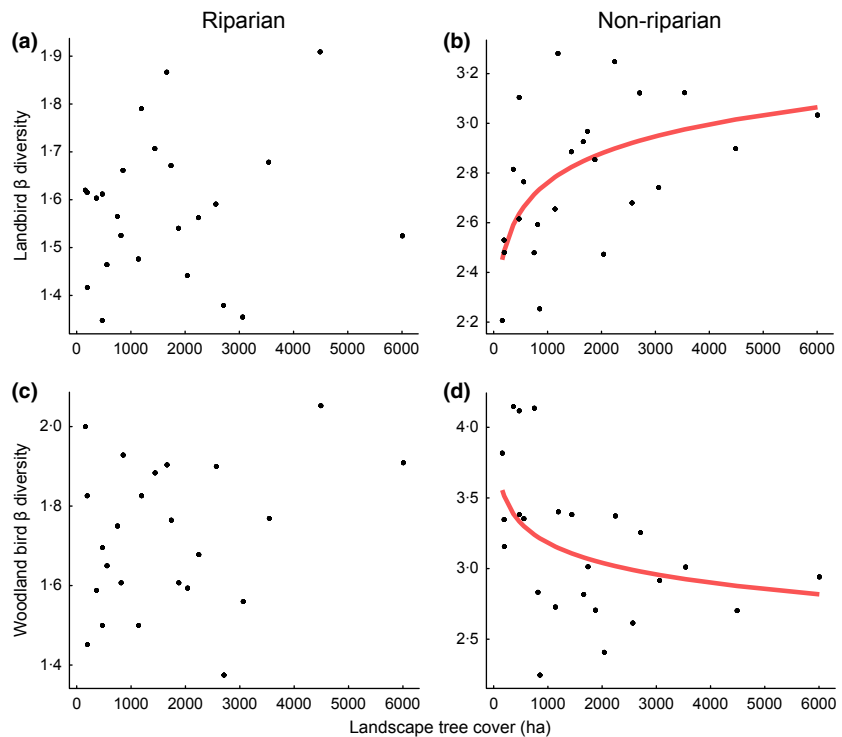 Riparian
Non-riparian
(a)
(b)
Landbird β diversity
1·9
1·8
1·7
1·6
1·5
1·4
0 1000 2000 3000 4000 5000 6000
3·2
3·0
2·8
2·6
2·4
2·2
0 1000 2000 3000 4000 5000 6000
(c)
(d)
Woodland bird β diversity
2·0
1·8
1·6
1·4
0 1000 2000 3000 4000 5000 6000
4·0
3·5
3·0
2·5
0 1000 2000 3000 4000 5000 6000
Landscape tree cover (ha)